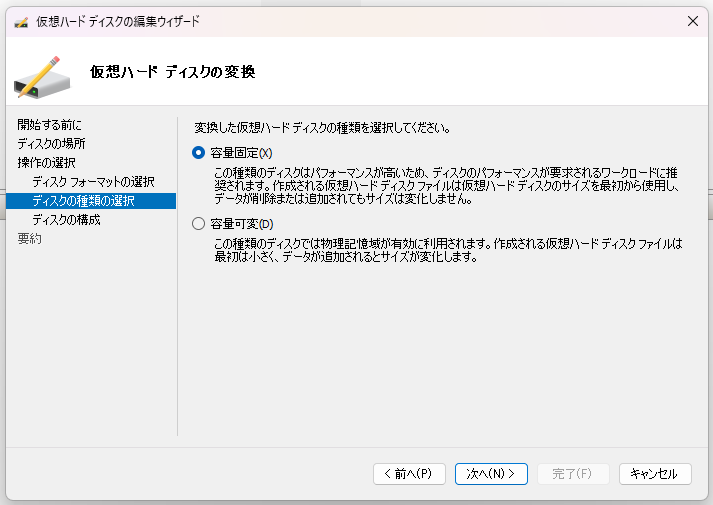 仮想ハード ディスクの編集ウィザード
仮想ハード ディスクの変換
開始する前に
ディスクの場所
操作の選択
ディスク フォーマットの選択
ディスクの種類の選択
ディスクの構成
要約
変換した仮想ハード ディスクの種類を選択してください。
容量固定(X)
この種類のディスクはパフォーマンスが高いため、ディスクのパフォーマンスが要求されるワークロードに推
奨されます。作成される仮想ハード ディスク ファイルは仮想ハード ディスクのサイズを最初から使用し、
データが削除または追加されてもサイズは変化しません。
容量可変(D)
この種類のディスクでは物理記憶域が有効に利用されます。作成される仮想ハード ディスク ファイルは
最初は小さく、データが追加されるとサイズが変化します。
< 前へ(P)
次へ(N) >
完了(F)
キャンセル